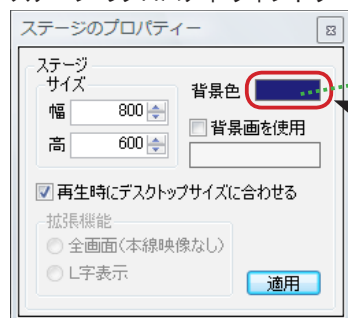 ステージのプロパティー
ステージ
サイズ
幅 800
高 600
背景色
背景画を使用
再生時にデスクトップサイズに合わせる
拡張機能
全画面(本線映像なし)
L字表示
適用